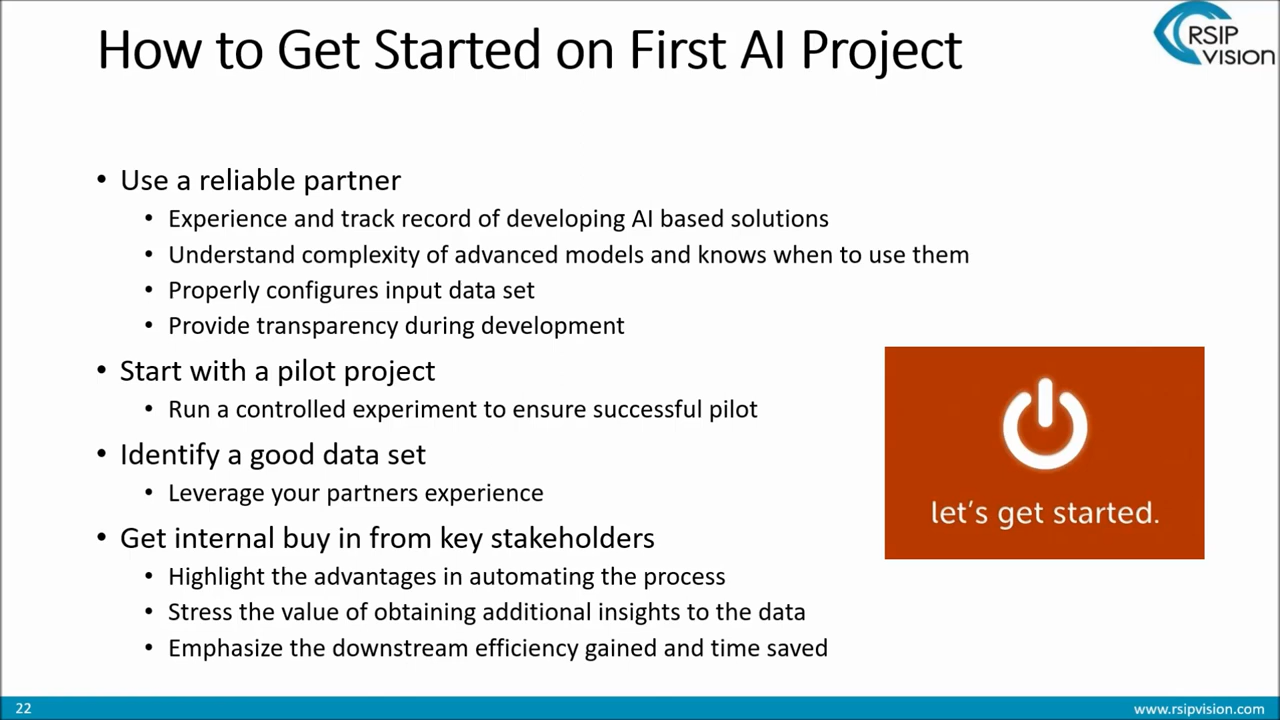 How to Get Started on First AI Project
RSIP
vision
• Use a reliable partner
• Experience and track record of developing AI based solutions
• Understand complexity of advanced models and knows when to use them
• Properly configures input data set
• Provide transparency during development
• Start with a pilot project
• Run a controlled experiment to ensure successful pilot
• Identify a good data set
• Leverage your partners experience
• Get internal buy in from key stakeholders
• Highlight the advantages in automating the process
• Stress the value of obtaining additional insights to the data
• Emphasize the downstream efficiency gained and time saved
let's get started.
22
www.rsipvision.com